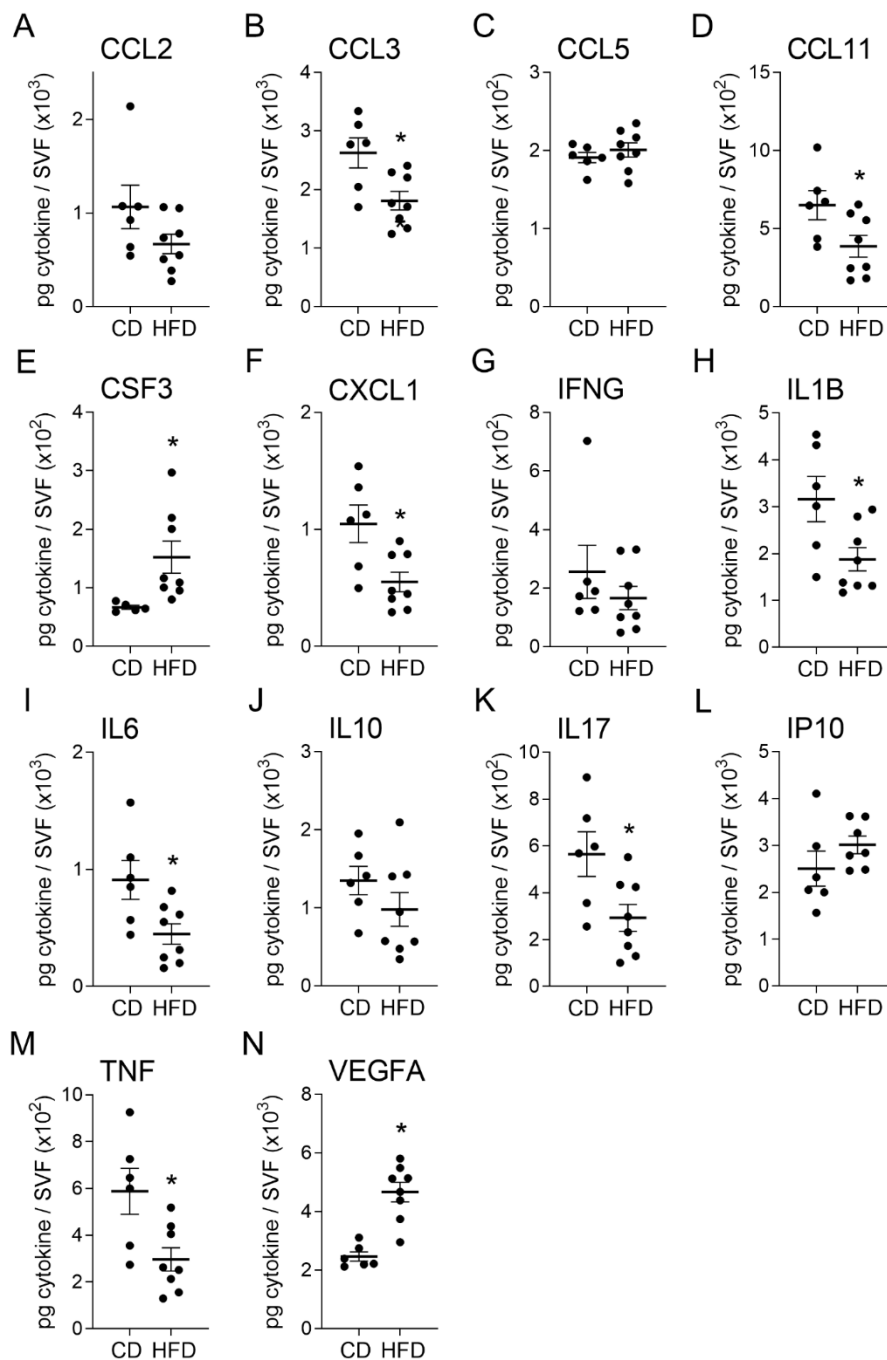 A
CCL2
pg cytokine / SVF (x10³)
2
1
0
CD HFD
B
CCL3
pg cytokine / SVF (x10³)
4
3
2
1
0
*
*
CD HFD
C
CCL5
pg cytokine / SVF (x10²)
3
2
1
0
CD HFD
D
CCL11
pg cytokine / SVF (x10²)
15
10
5
0
*
CD HFD
E
CSF3
pg cytokine / SVF (x10²)
4
3
2
1
0
*
CD HFD
F
CXCL1
pg cytokine / SVF (x10³)
2
1
0
*
CD HFD
G
IFNG
pg cytokine / SVF (x10²)
8
6
4
2
0
CD HFD
H
IL1B
pg cytokine / SVF (x10³)
5
4
3
2
1
0
*
CD HFD
I
IL6
pg cytokine / SVF (x10³)
2
1
0
*
CD HFD
J
IL10
pg cytokine / SVF (x10³)
3
2
1
0
CD HFD
K
IL17
pg cytokine / SVF (x10²)
10
8
6
4
2
0
*
CD HFD
L
IP10
pg cytokine / SVF (x10³)
5
4
3
2
1
0
CD HFD
M
TNF
pg cytokine / SVF (x10²)
10
8
6
4
2
0
*
CD HFD
N
VEGFA
pg cytokine / SVF (x10³)
8
6
4
2
0
*
CD HFD